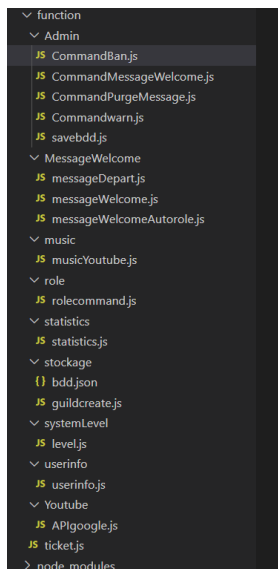 function
Admin
JS CommandBan.js
JS CommandMessageWelcome.js
JS CommandPurgeMessage.js
JS Commandwarn.js
JS savebdd.js
MessageWelcome
JS messageDepart.js
JS messageWelcome.js
JS messageWelcomeAutorole.js
music
JS musicYoutube.js
role
JS rolecommand.js
statistics
JS statistics.js
stockage
{} bdd.json
JS guildcreate.js
systemLevel
JS level.js
userinfo
JS userinfo.js
Youtube
JS APIgoogle.js
JS ticket.js
node_modules